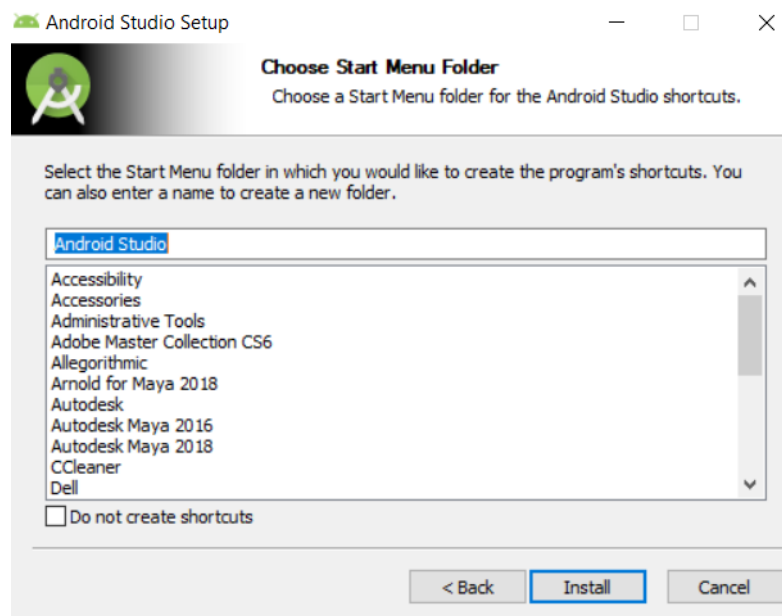 Android Studio Setup
Choose Start Menu Folder
Choose a Start Menu folder for the Android Studio shortcuts.
Select the Start Menu folder in which you would like to create the program's shortcuts. You
can also enter a name to create a new folder.
Android Studio
Accessibility
Accessories
Administrative Tools
Adobe Master Collection CS6
Allegorithmic
Arnold for Maya 2018
Autodesk
Autodesk Maya 2016
Autodesk Maya 2018
CCleaner
Dell
Do not create shortcuts
< Back Install Cancel